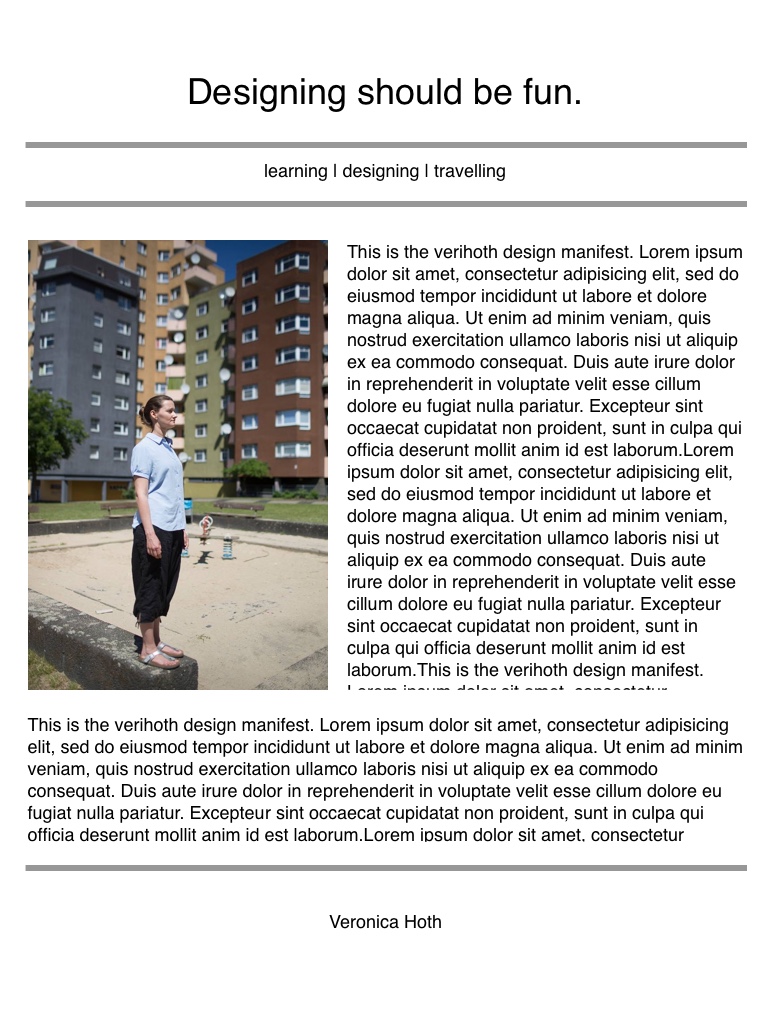 Designing should be fun.
learning | designing | travelling
This is the verihoth design manifest. Lorem ipsum
dolor sit amet, consectetur adipisicing elit, sed do
eiusmod tempor incididunt ut labore et dolore
magna aliqua. Ut enim ad minim veniam, quis
nostrud exercitation ullamco laboris nisi ut aliquip
ex ea commodo consequat. Duis aute irure dolor
in reprehenderit in voluptate velit esse cillum
dolore eu fugiat nulla pariatur. Excepteur sint
occaecat cupidatat non proident, sunt in culpa qui
officia deserunt mollit anim id est laborum.Lorem
ipsum dolor sit amet, consectetur adipisicing elit,
sed do eiusmod tempor incididunt ut labore et
dolore magna aliqua. Ut enim ad minim veniam,
quis nostrud exercitation ullamco laboris nisi ut
aliquip ex ea commodo consequat. Duis aute
irure dolor in reprehenderit in voluptate velit esse
cillum dolore eu fugiat nulla pariatur. Excepteur
sint occaecat cupidatat non proident, sunt in
culpa qui officia deserunt mollit anim id est
laborum.This is the verihoth design manifest.
Lorem ipsum dolor sit amet, consectetur
This is the verihoth design manifest. Lorem ipsum dolor sit amet, consectetur adipisicing
elit, sed do eiusmod tempor incididunt ut labore et dolore magna aliqua. Ut enim ad minim
veniam, quis nostrud exercitation ullamco laboris nisi ut aliquip ex ea commodo
consequat. Duis aute irure dolor in reprehenderit in voluptate velit esse cillum dolore eu
fugiat nulla pariatur. Excepteur sint occaecat cupidatat non proident, sunt in culpa qui
officia deserunt mollit anim id est laborum.Lorem ipsum dolor sit amet, consectetur
Veronica Hoth